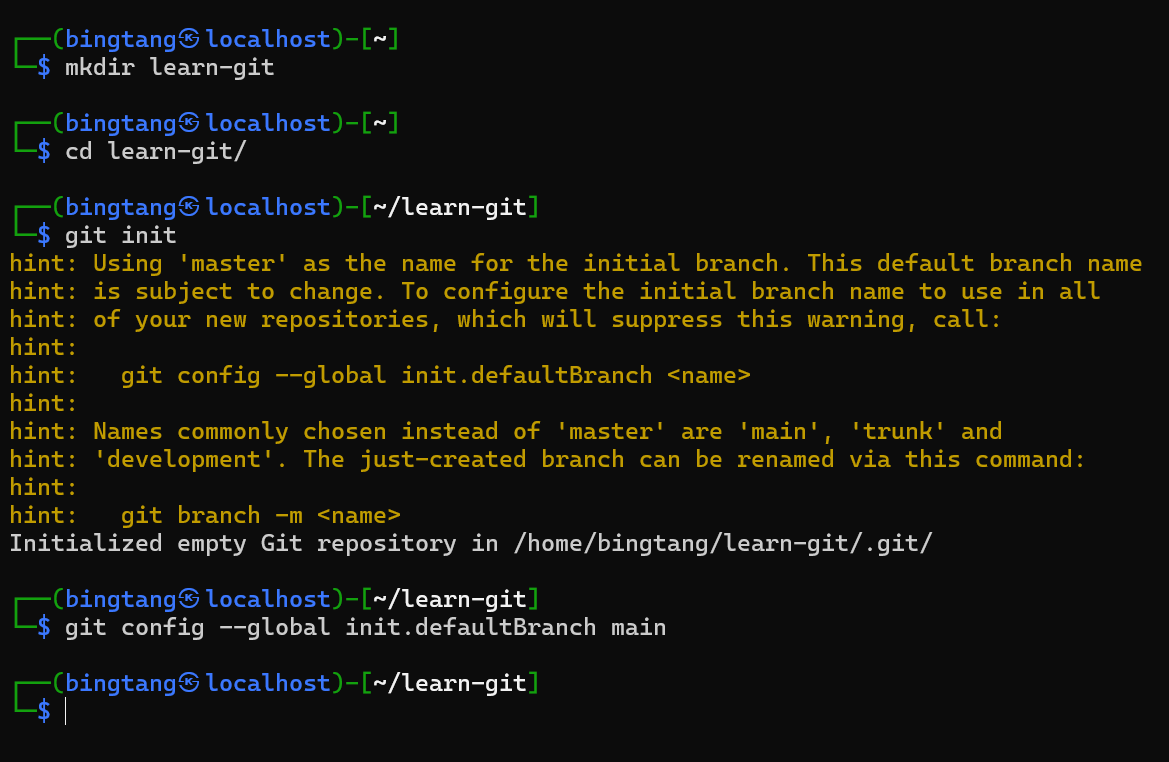 ┌──(bingtang㉿localhost)-[~]
└─$ mkdir learn-git
┌──(bingtang㉿localhost)-[~]
└─$ cd learn-git/
┌──(bingtang㉿localhost)-[~/learn-git]
└─$ git init
hint: Using 'master' as the name for the initial branch. This default branch name
hint: is subject to change. To configure the initial branch name to use in all
hint: of your new repositories, which will suppress this warning, call:
hint:
hint:   git config --global init.defaultBranch <name>
hint:
hint: Names commonly chosen instead of 'master' are 'main', 'trunk' and
hint: 'development'. The just-created branch can be renamed via this command:
hint:
hint:   git branch -m <name>
Initialized empty Git repository in /home/bingtang/learn-git/.git/
┌──(bingtang㉿localhost)-[~/learn-git]
└─$ git config --global init.defaultBranch main
┌──(bingtang㉿localhost)-[~/learn-git]
└─$